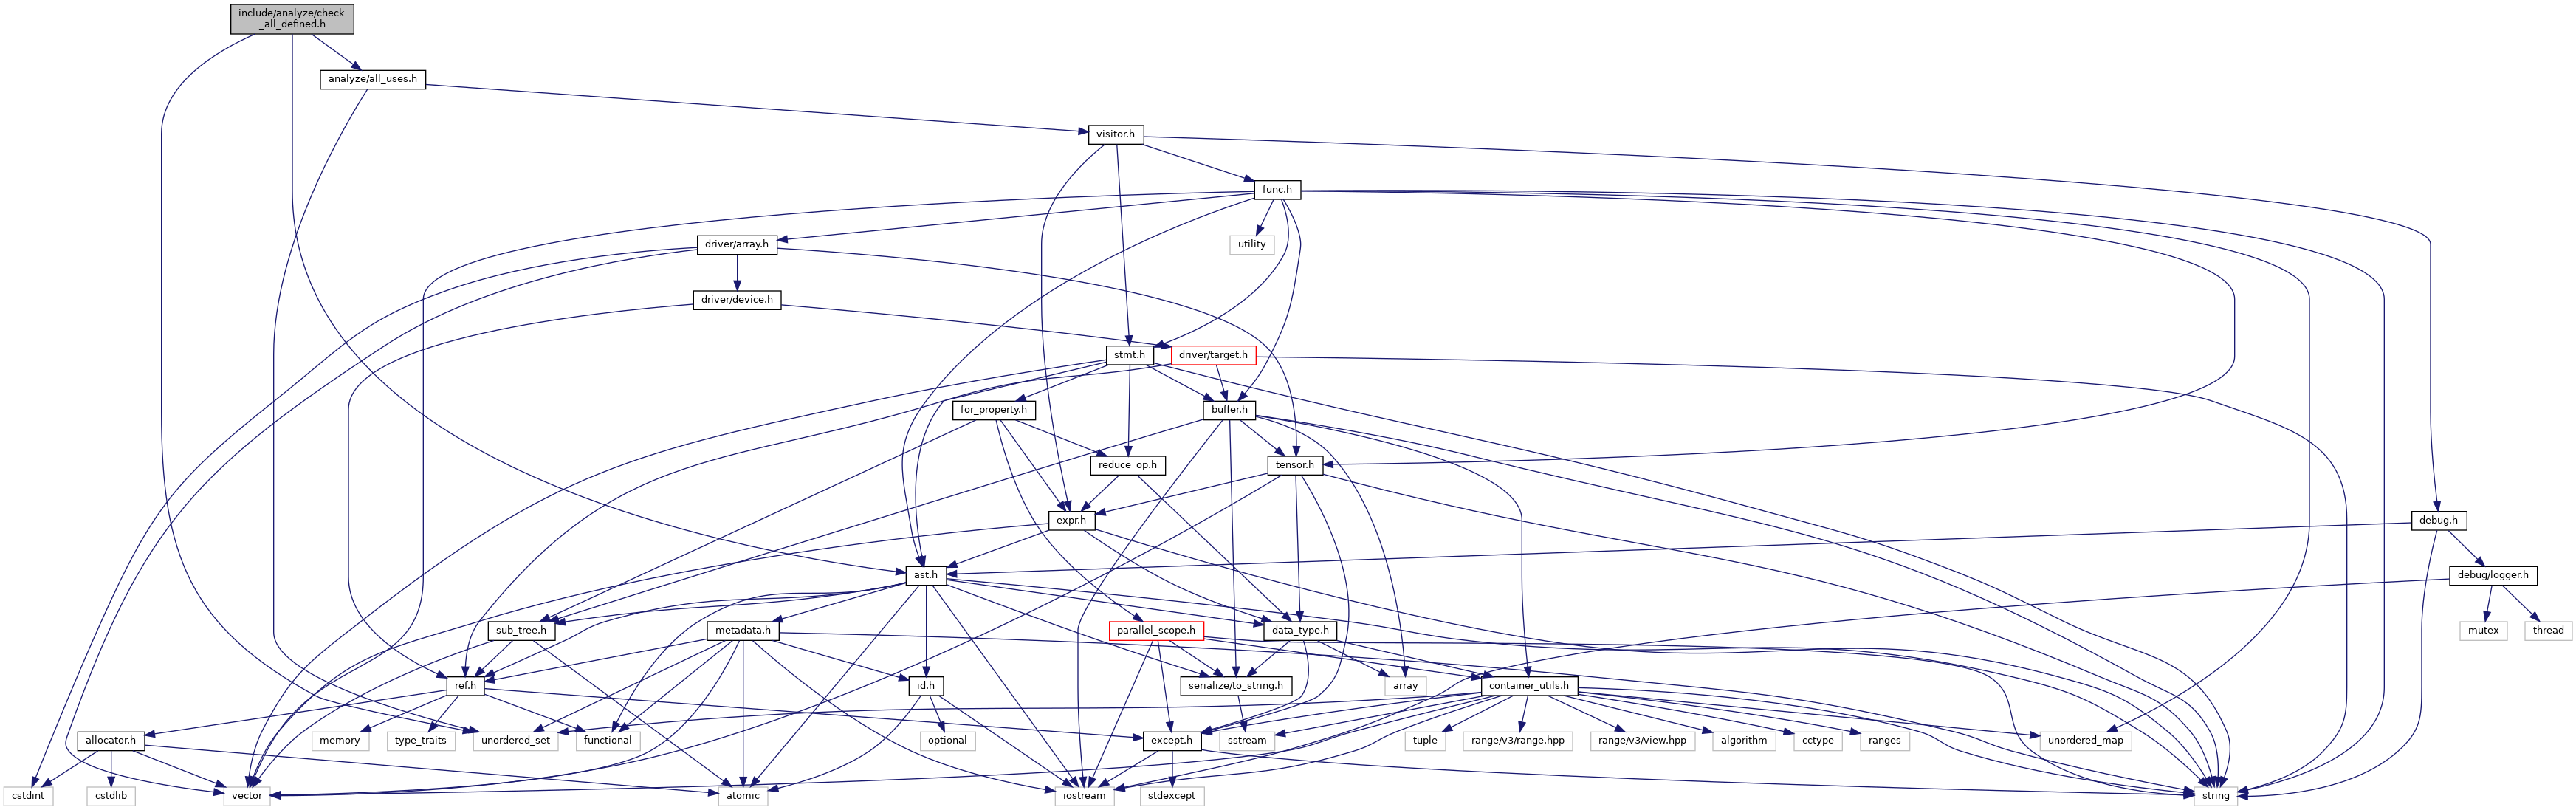 include/analyze/check
_all_defined.h
analyze/all_uses.h
visitor.h
func.h
driver/array.h
utility
driver/device.h
stmt.h
driver/target.h
for_property.h
buffer.h
reduce_op.h
tensor.h
expr.h
debug.h
ast.h
debug/logger.h
sub_tree.h
metadata.h
parallel_scope.h
data_type.h
mutex
thread
ref.h
id.h
serialize/to_string.h
array
container_utils.h
allocator.h
memory
type_traits
unordered_set
functional
optional
except.h
sstream
tuple
range/v3/range.hpp
range/v3/view.hpp
algorithm
cctype
ranges
unordered_map
cstdint
cstdlib
vector
atomic
iostream
stdexcept
string